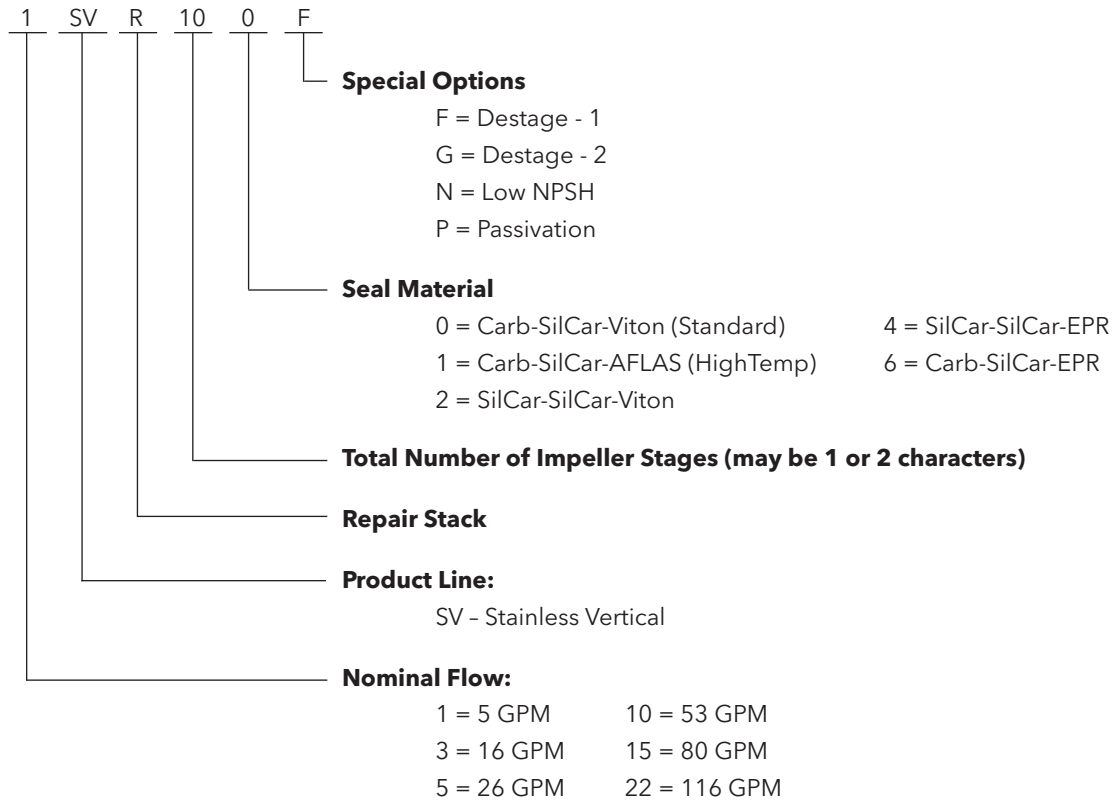 1 SV R 10 0 F
Special Options
F = Destage - 1
G = Destage - 2
N = Low NPSH
P = Passivation
Seal Material
0 = Carb-SilCar-Viton (Standard) 4 = SilCar-SilCar-EPR
1 = Carb-SilCar-AFLAS (HighTemp) 6 = Carb-SilCar-EPR
2 = SilCar-SilCar-Viton
Total Number of Impeller Stages (may be 1 or 2 characters)
Repair Stack
Product Line:
SV – Stainless Vertical
Nominal Flow:
1 = 5 GPM 10 = 53 GPM
3 = 16 GPM 15 = 80 GPM
5 = 26 GPM 22 = 116 GPM